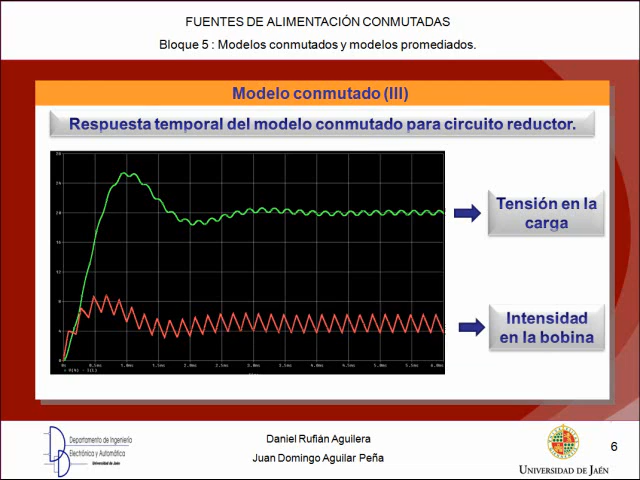 FUENTES DE ALIMENTACIÓN CONMUTADAS
Bloque 5 : Modelos conmutados y modelos promediados.
Modelo conmutado (III)
Respuesta temporal del modelo conmutado para circuito reductor.
Tensión en la
carga
Intensidad
en la bobina
Departamento de Ingeniería
Electrónica y Automática
Universidad de Jaén
Daniel Rufián Aguilera
Juan Domingo Aguilar Peña
UNIVERSIDAD DE JAÉN
6